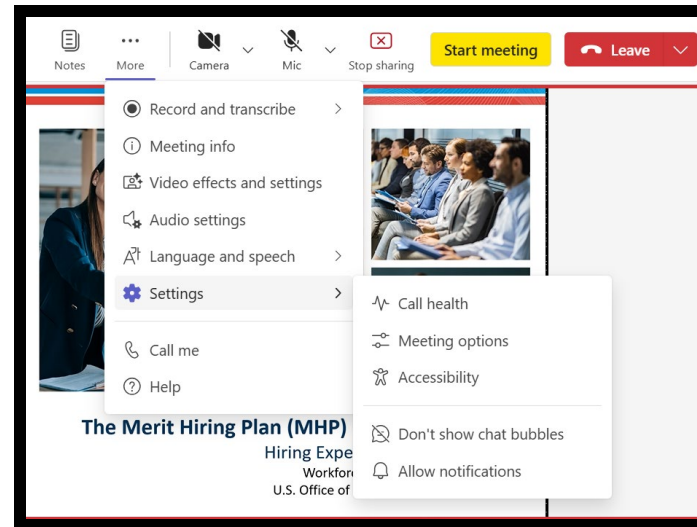 Notes
More
Camera
Mic
Stop sharing
Start meeting
Leave
Record and transcribe
Meeting info
Video effects and settings
Audio settings
Language and speech
Settings
Call me
Help
Call health
Meeting options
Accessibility
Don't show chat bubbles
Allow notifications
The Merit Hiring Plan (MHP)
Hiring Expe
Workfor
U.S. Office of